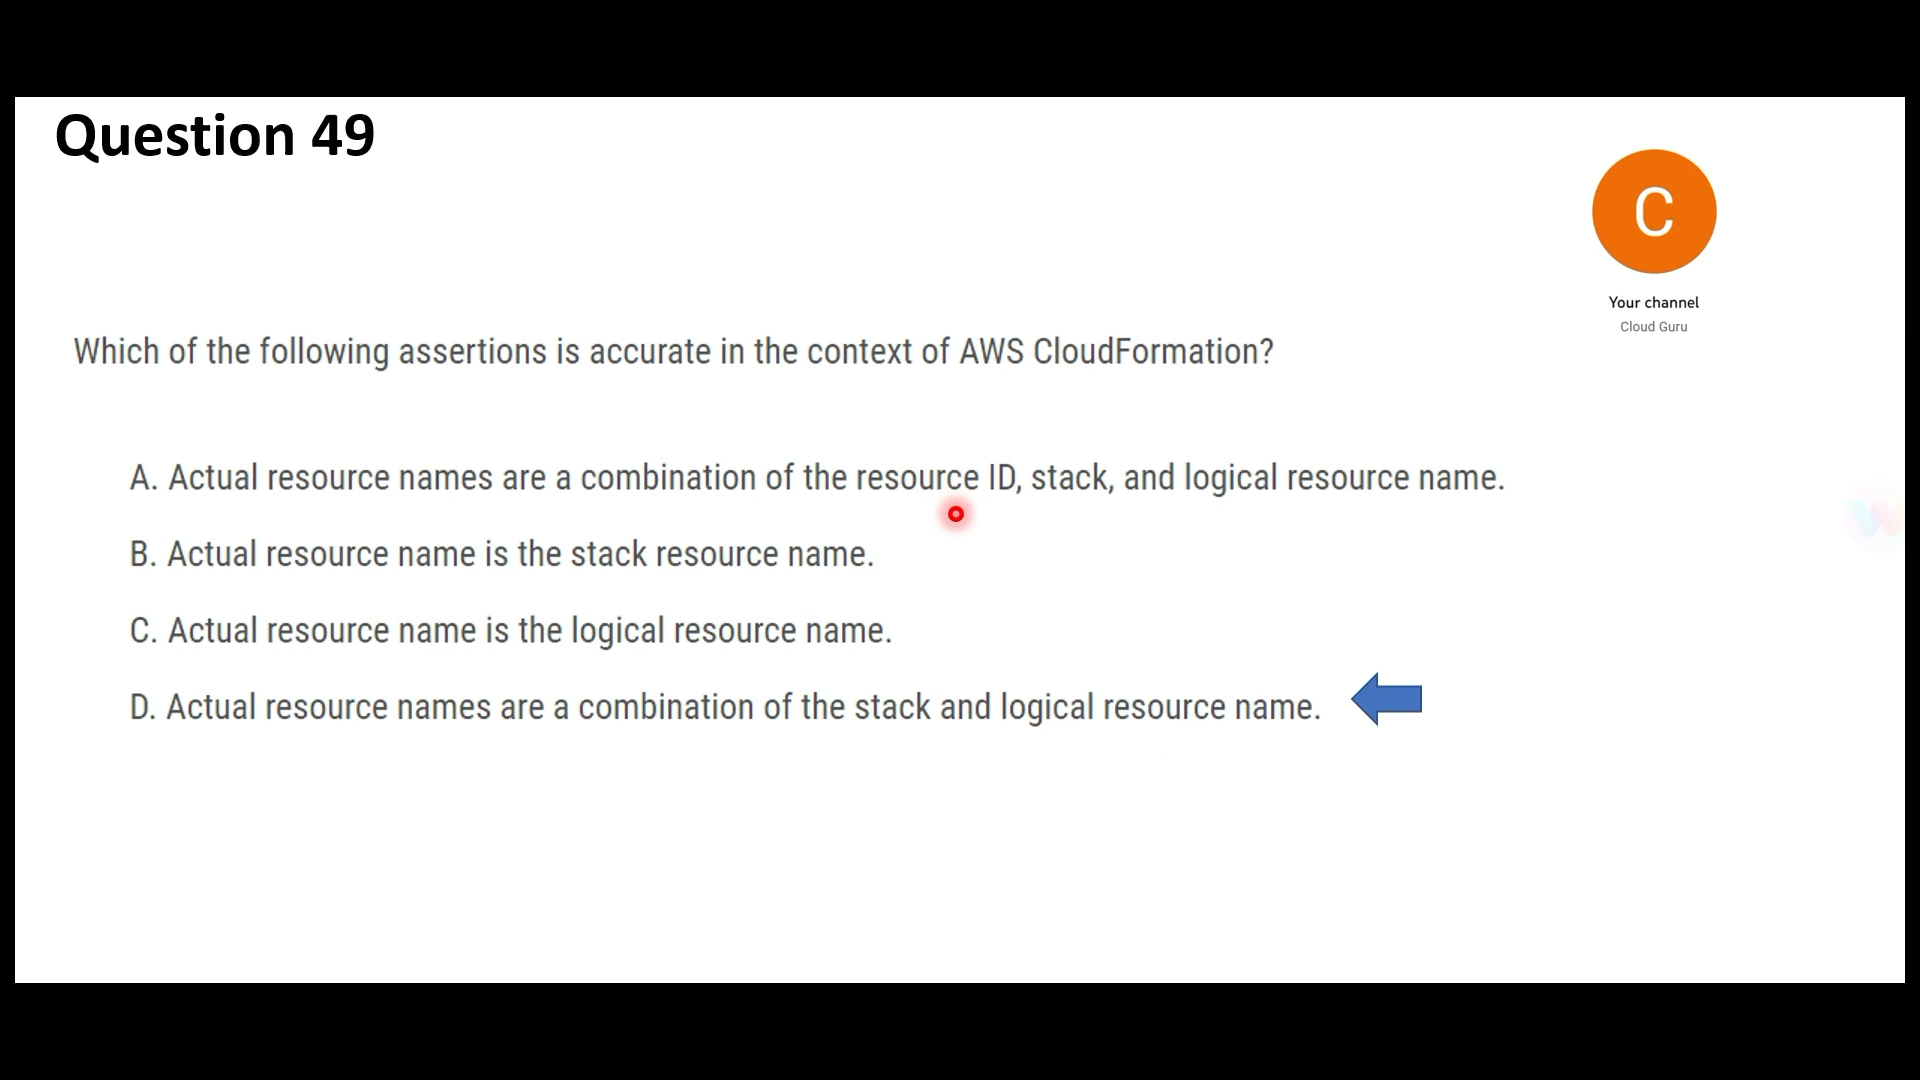 Question 49
C
Your channel
Cloud Guru
Which of the following assertions is accurate in the context of AWS CloudFormation?
A. Actual resource names are a combination of the resource ID, stack, and logical resource name.
B. Actual resource name is the stack resource name.
C. Actual resource name is the logical resource name.
D. Actual resource names are a combination of the stack and logical resource name.